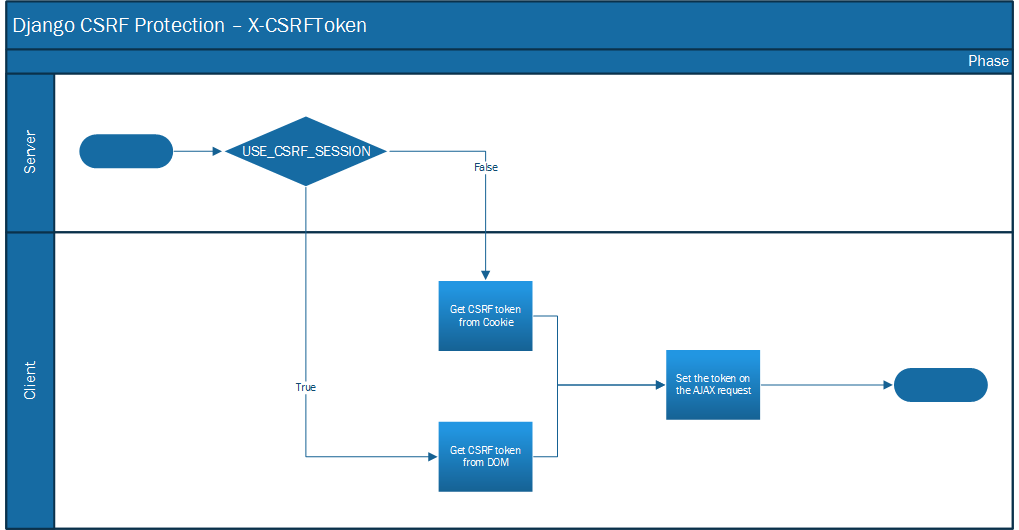 Django CSRF Protection – X-CSRFToken
Phase
Server
USE_CSRF_SESSION
False
Client
Get CSRF token
from Cookie
True
Get CSRF token
from DOM
Set the token on
the AJAX request